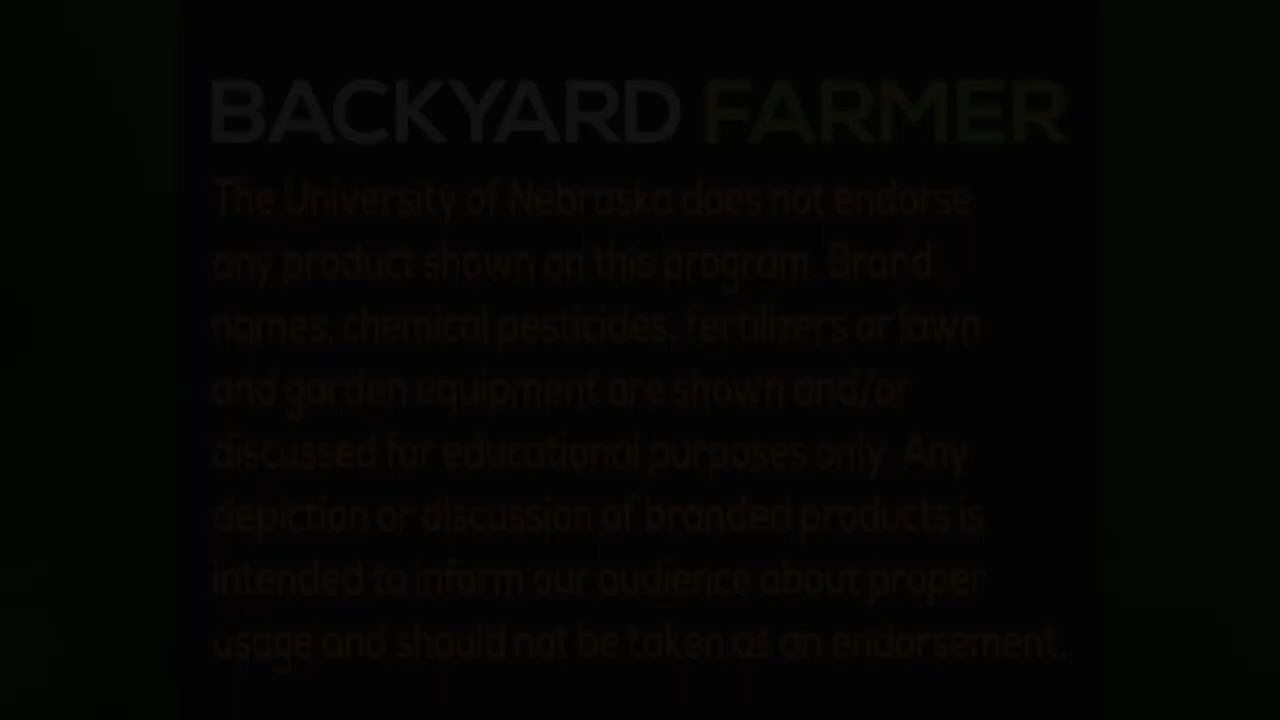 BACKYARD FARMER
The University of Nebraska does not endorse
any product shown on this program. Brand
names, chemical pesticides, fertilizers or lawn
and garden equipment are shown and/or
discussed for educational purposes only. Any
depiction or discussion of branded products is
intended to inform our audience about proper
usage and should not be taken as an endorsement.